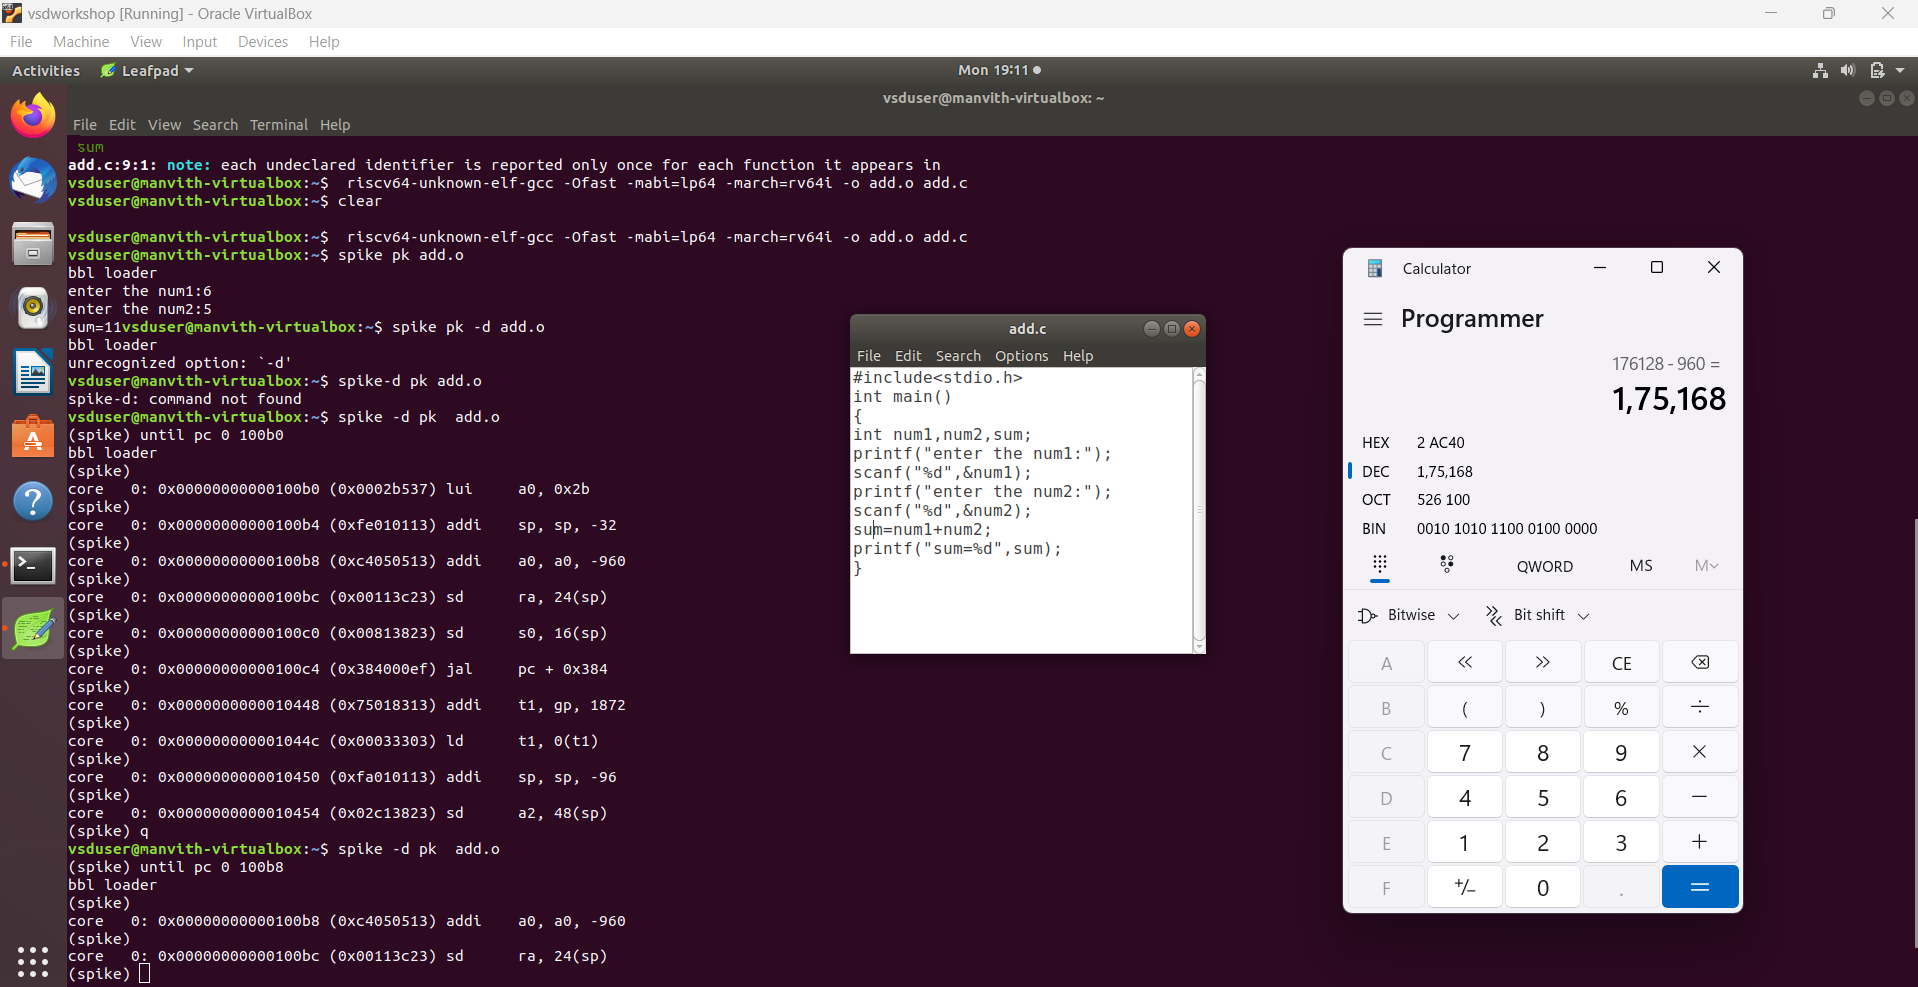 vsdworkshop [Running] - Oracle VirtualBox
File Machine View Input Devices Help
Activities Leafpad Mon 19:11
vsduser@manvith-virtualbox: ~
File Edit View Search Terminal Help
sum
add.c:9:1: note: each undeclared identifier is reported only once for each function it appears in
vsduser@manvith-virtualbox:~$  riscv64-unknown-elf-gcc -Ofast -mabi=lp64 -march=rv64i -o add.o add.c
vsduser@manvith-virtualbox:~$ clear
vsduser@manvith-virtualbox:~$  riscv64-unknown-elf-gcc -Ofast -mabi=lp64 -march=rv64i -o add.o add.c
vsduser@manvith-virtualbox:~$ spike pk add.o
bbl loader
enter the num1:6
enter the num2:5
sum=11vsduser@manvith-virtualbox:~$ spike pk -d add.o
bbl loader
unrecognized option: `-d'
vsduser@manvith-virtualbox:~$ spike-d pk add.o
spike-d: command not found
vsduser@manvith-virtualbox:~$ spike -d pk  add.o
(spike) until pc 0 100b0
bbl loader
(spike)
core   0: 0x00000000000100b0 (0x0002b537) lui     a0, 0x2b
(spike)
core   0: 0x00000000000100b4 (0xfe010113) addi    sp, sp, -32
(spike)
core   0: 0x00000000000100b8 (0xc4050513) addi    a0, a0, -960
(spike)
core   0: 0x00000000000100bc (0x00113c23) sd      ra, 24(sp)
(spike)
core   0: 0x00000000000100c0 (0x00813823) sd      s0, 16(sp)
(spike)
core   0: 0x00000000000100c4 (0x384000ef) jal     pc + 0x384
(spike)
core   0: 0x0000000000010448 (0x75018313) addi    t1, gp, 1872
(spike)
core   0: 0x000000000001044c (0x00033303) ld      t1, 0(t1)
(spike)
core   0: 0x0000000000010450 (0xfa010113) addi    sp, sp, -96
(spike)
core   0: 0x0000000000010454 (0x02c13823) sd      a2, 48(sp)
(spike) q
vsduser@manvith-virtualbox:~$ spike -d pk  add.o
(spike) until pc 0 100b8
bbl loader
(spike)
core   0: 0x00000000000100b8 (0xc4050513) addi    a0, a0, -960
(spike)
core   0: 0x00000000000100bc (0x00113c23) sd      ra, 24(sp)
(spike)
add.c
File Edit Search Options Help
#include<stdio.h>
int main()
{
int num1,num2,sum;
printf("enter the num1:");
scanf("%d",&num1);
printf("enter the num2:");
scanf("%d",&num2);
sum=num1+num2;
printf("sum=%d",sum);
}
Calculator
Programmer
176128 - 960 =
1,75,168
HEX 2 AC40
DEC 1,75,168
OCT 526 100
BIN 0010 1010 1100 0100 0000
QWORD MS M
Bitwise Bit shift
A << >> CE
B ( ) % ÷
C 7 8 9 ×
D 4 5 6 −
E 1 2 3 +
F +/− 0 . =